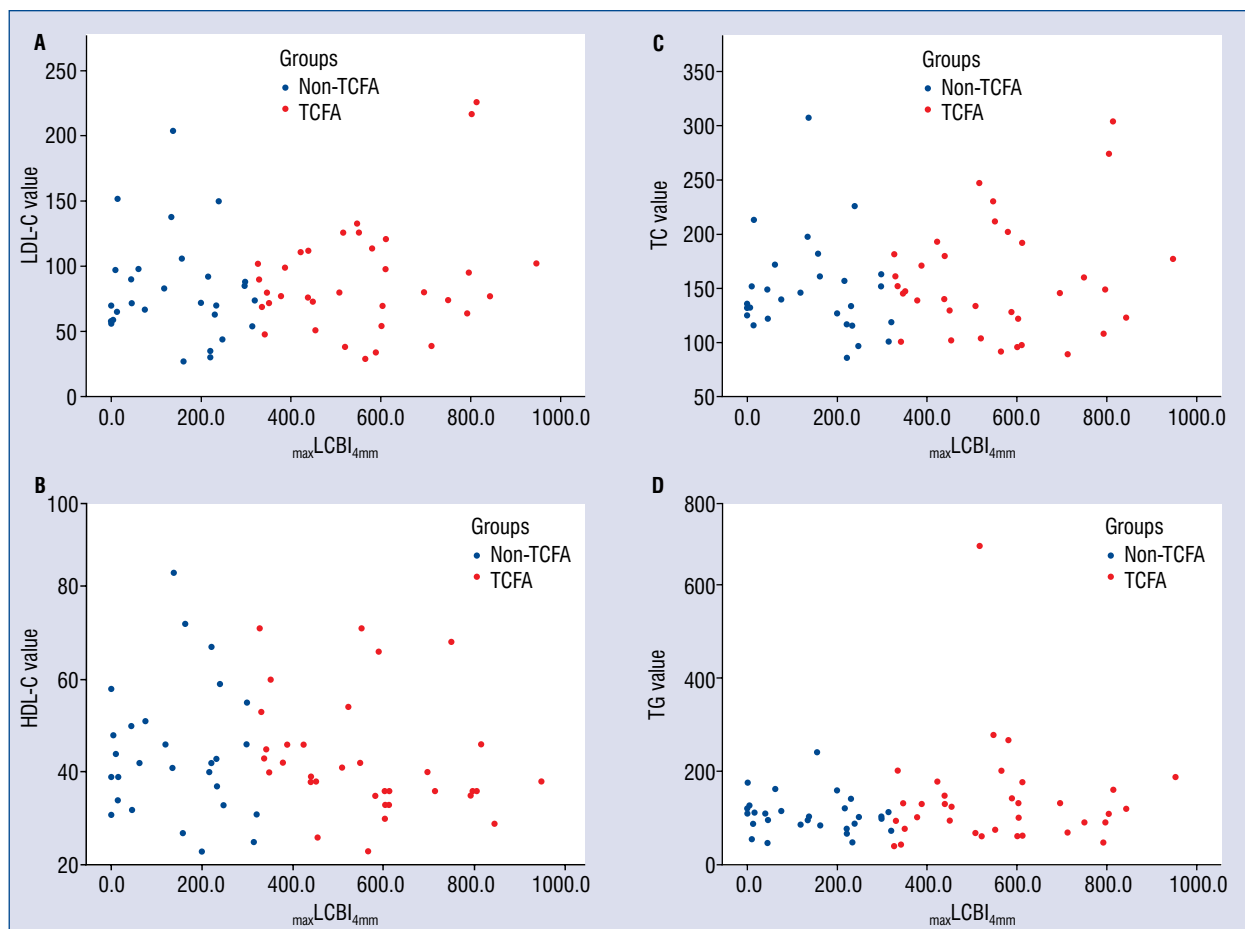 A
Groups
Non-TCFA
TCFA
LDL-C value
250
200
150
100
50
0
0.0 200.0 400.0 600.0 800.0 1000.0
maxLCBI4mm
C
Groups
Non-TCFA
TCFA
TC value
350
300
250
200
150
100
50
0.0 200.0 400.0 600.0 800.0 1000.0
maxLCBI4mm
B
Groups
Non-TCFA
TCFA
HDL-C value
100
80
60
40
20
0.0 200.0 400.0 600.0 800.0 1000.0
maxLCBI4mm
D
Groups
Non-TCFA
TCFA
TG value
800
600
400
200
0
0.0 200.0 400.0 600.0 800.0 1000.0
maxLCBI4mm